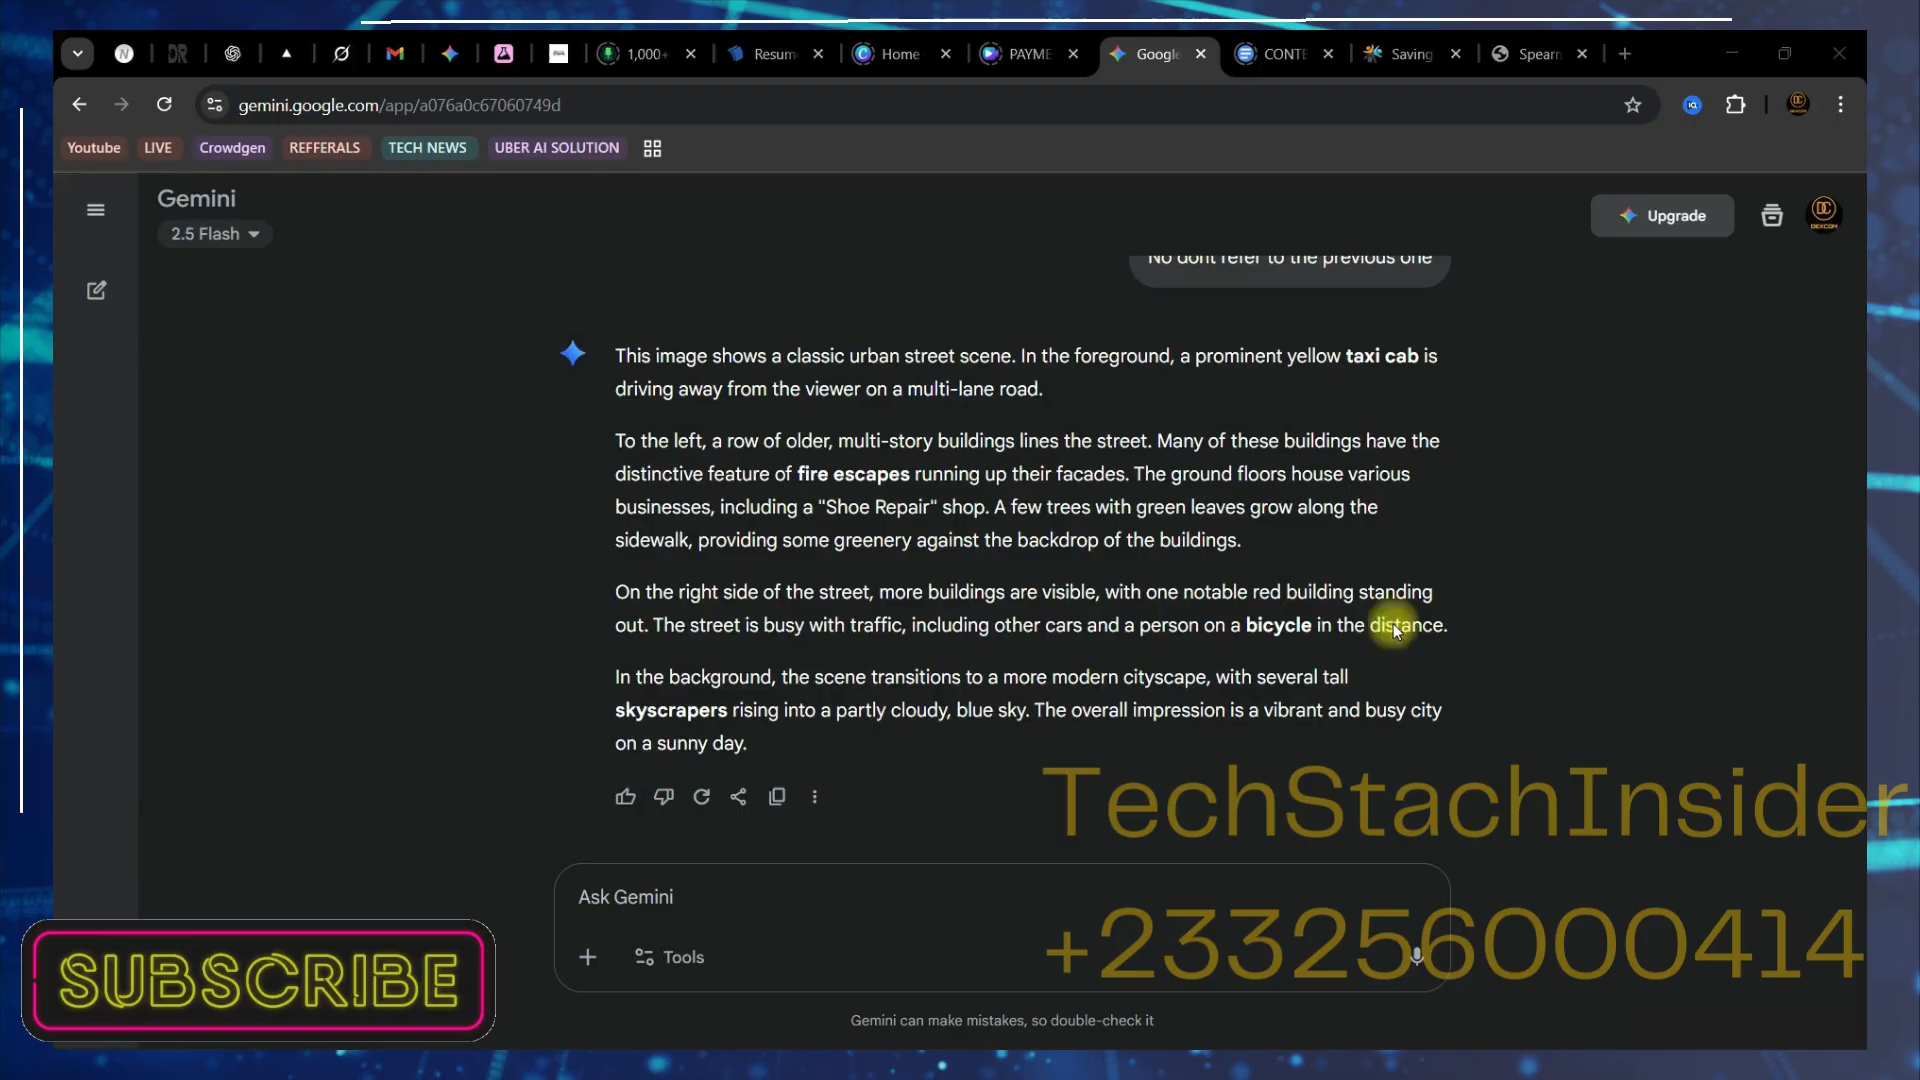 1,000+
Resum
Home
PAYME
Google
CONTE
Saving
Spearn
gemini.google.com/app/a076a0c67060749d
Youtube
LIVE
Crowdgen
REFFERALS
TECH NEWS
UBER AI SOLUTION
Gemini
2.5 Flash
Upgrade
No dont refer to the previous one
This image shows a classic urban street scene. In the foreground, a prominent yellow taxi cab is
driving away from the viewer on a multi-lane road.
To the left, a row of older, multi-story buildings lines the street. Many of these buildings have the
distinctive feature of fire escapes running up their facades. The ground floors house various
businesses, including a "Shoe Repair" shop. A few trees with green leaves grow along the
sidewalk, providing some greenery against the backdrop of the buildings.
On the right side of the street, more buildings are visible, with one notable red building standing
out. The street is busy with traffic, including other cars and a person on a bicycle in the distance.
In the background, the scene transitions to a more modern cityscape, with several tall
skyscrapers rising into a partly cloudy, blue sky. The overall impression is a vibrant and busy city
on a sunny day.
TechStachInsider
Ask Gemini
Tools
+233256000414
SUBSCRIBE
Gemini can make mistakes, so double-check it